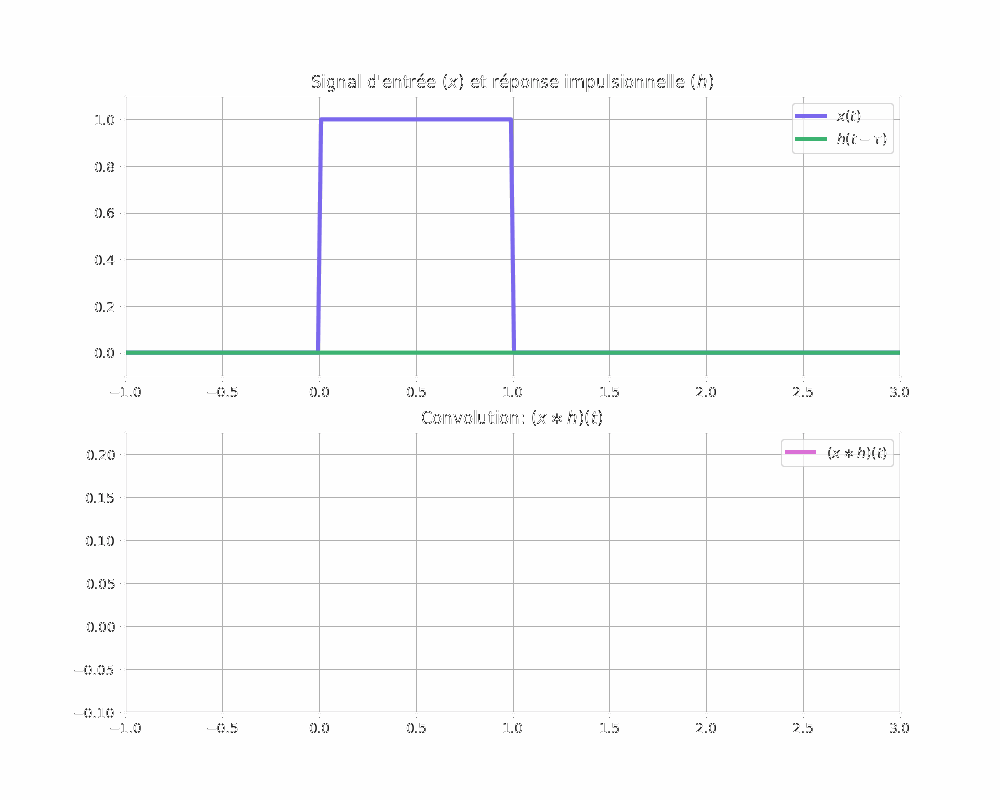 Signal d'entrée (x) et réponse impulsionnelle (h)
1.0
0.8
0.6
0.4
0.2
0.0
x(t)
h(t − τ)
−1.0 −0.5 0.0 0.5 1.0 1.5 2.0 2.5 3.0
Convolution: (x ∗ h)(t)
0.20
0.15
0.10
0.05
0.00
−0.05
−0.10
(x ∗ h)(t)
−1.0 −0.5 0.0 0.5 1.0 1.5 2.0 2.5 3.0